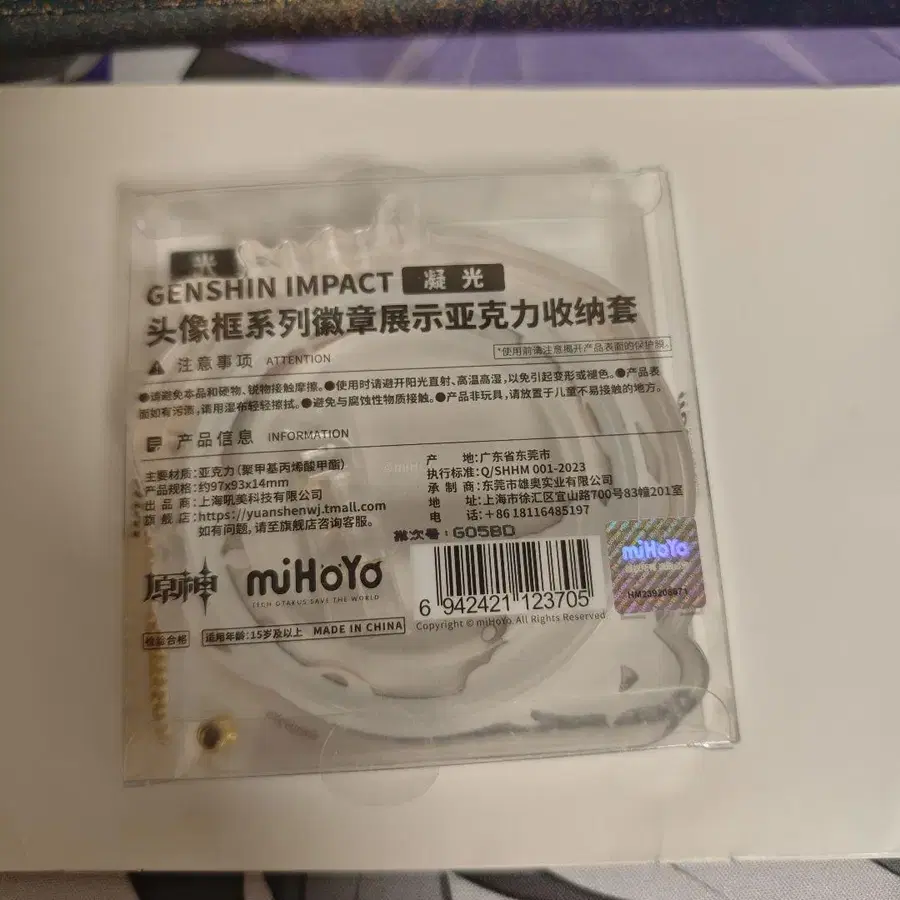 光
GENSHIN IMPACT 凝光
头像框系列徽章展示亚克力收纳套
注意事项 ATTENTION
*使用前请注意揭开产品表面的保护膜。
●请避免本品和硬物、锐物接触摩擦。●使用时请避开阳光直射、高温高湿,以免引起变形或褪色。●产品表
面如有污渍,请用湿布轻轻擦拭。●避免与腐蚀性物质接触。●产品非玩具,请放置于儿童不易接触的地方。
产品信息 INFORMATION
主要材质:亚克力(聚甲基丙烯酸甲酯)
产品规格:约97x93x14mm
出品商:上海吼美科技有限公司
旗舰店:https://yuanshenwj.tmall.com
如有问题,请至旗舰店咨询客服。
产地:广东省东莞市
执行标准:Q/SHHM 001-2023
承制商:东莞市雄奥实业有限公司
地址:上海市徐汇区宜山路700号83幢201室
电话:+86 18116485197
批次号:G05BD
原神
miHoYo
TECH OTAKUS SAVE THE WORLD
6 942421 123705
miHoYo
HM239208671
检验合格
适用年龄:15岁及以上 MADE IN CHINA
Copyright © miHoYo. All Rights Reserved